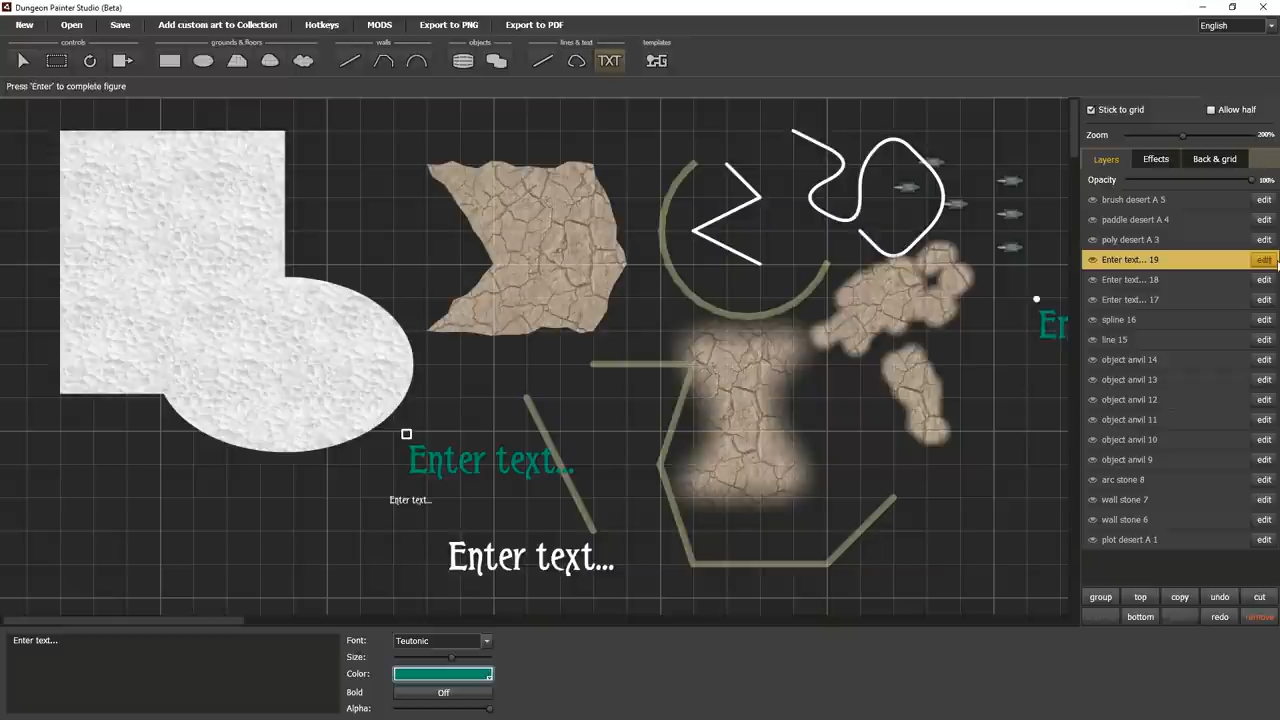 Dungeon Painter Studio (Beta)
New Open Save Add custom art to Collection Hotkeys MODS Export to PNG Export to PDF English
controls grounds & floors walls objects lines & text templates
TXT
Press 'Enter' to complete figure
Stick to grid Allow half
Zoom 200%
Layers Effects Back & grid
Opacity 100%
brush desert A 5 edit
paddle desert A 4 edit
poly desert A 3 edit
Enter text... 19 edit
Enter text... 18 edit
Enter text... 17 edit
spline 16 edit
line 15 edit
object anvil 14 edit
object anvil 13 edit
object anvil 12 edit
object anvil 11 edit
object anvil 10 edit
object anvil 9 edit
arc stone 8 edit
wall stone 7 edit
wall stone 6 edit
plot desert A 1 edit
En
Enter text...
Enter text...
Enter text...
group top copy undo cut
bottom redo remove
Enter text...
Font: Teutonic
Size:
Color:
Bold Off
Alpha: